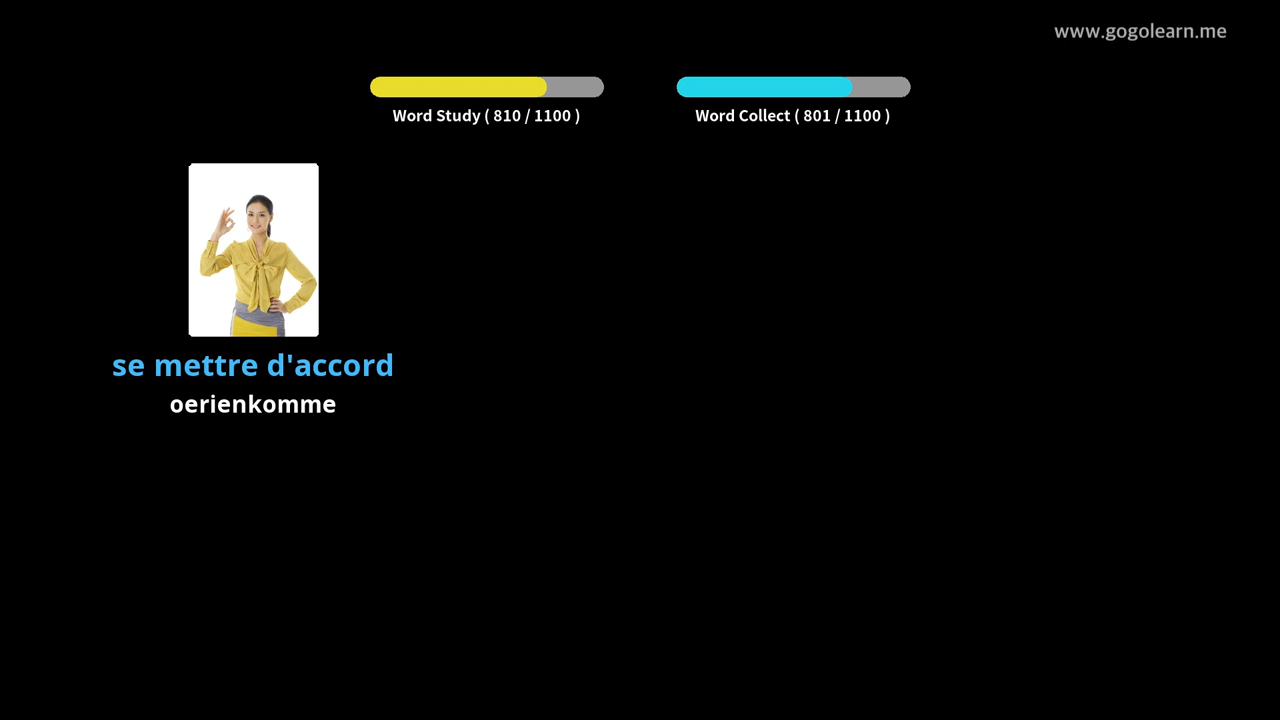 www.gogolearn.me
Word Study ( 810 / 1100 )
Word Collect ( 801 / 1100 )
se mettre d'accord
oerienkomme